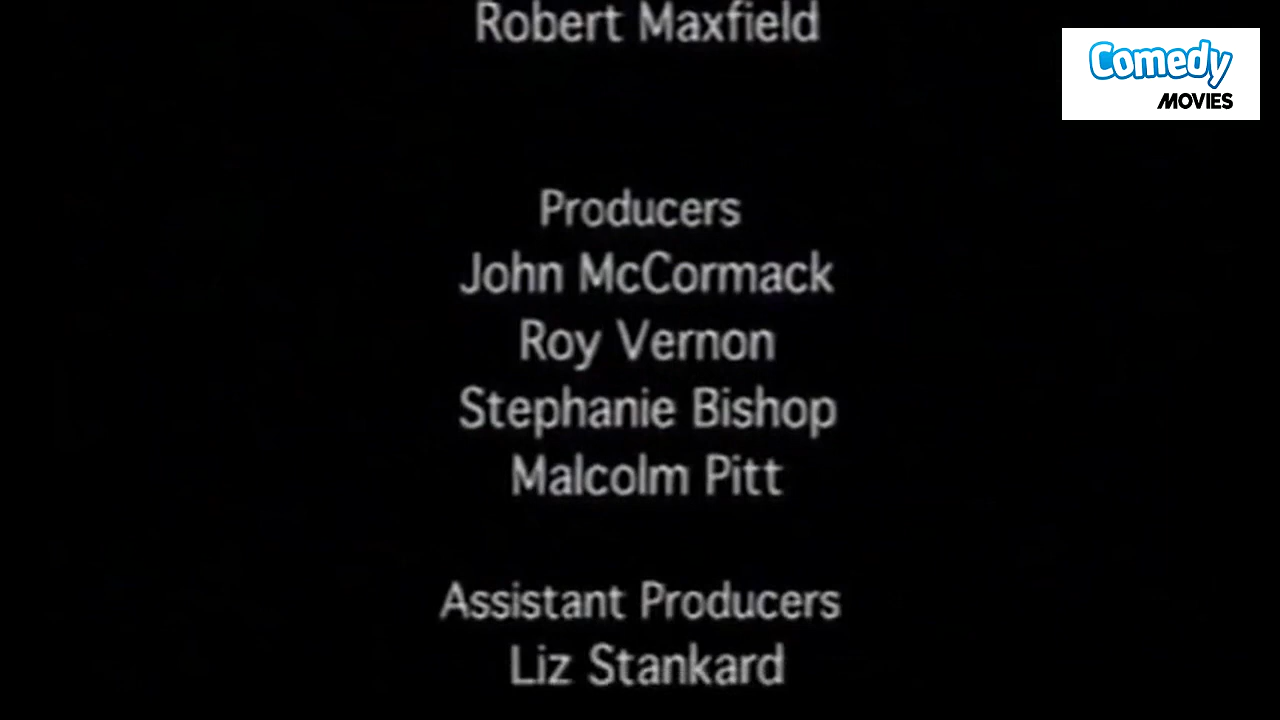 Robert Maxfield
Comedy
MOVIES
Producers
John McCormack
Roy Vernon
Stephanie Bishop
Malcolm Pitt
Assistant Producers
Liz Stankard